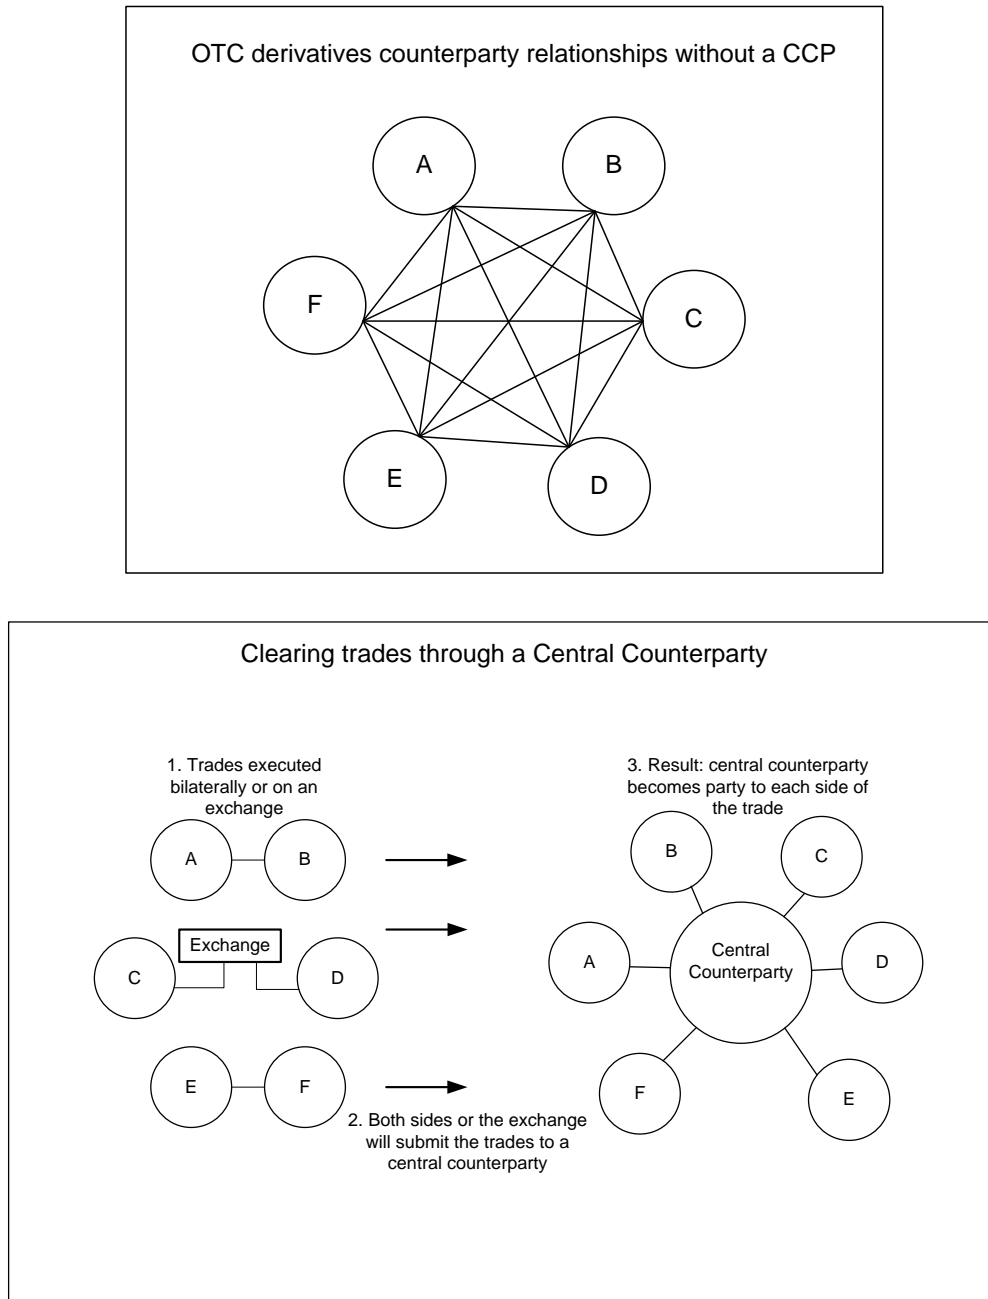 OTC derivatives counterparty relationships without a CCP
A
B
F
C
E
D
Clearing trades through a Central Counterparty
1. Trades executed
bilaterally or on an
exchange
3. Result: central counterparty
becomes party to each side of
the trade
A
B
B
C
Exchange
C
D
A
Central
Counterparty
D
E
F
F
E
2. Both sides or the exchange
will submit the trades to a
central counterparty